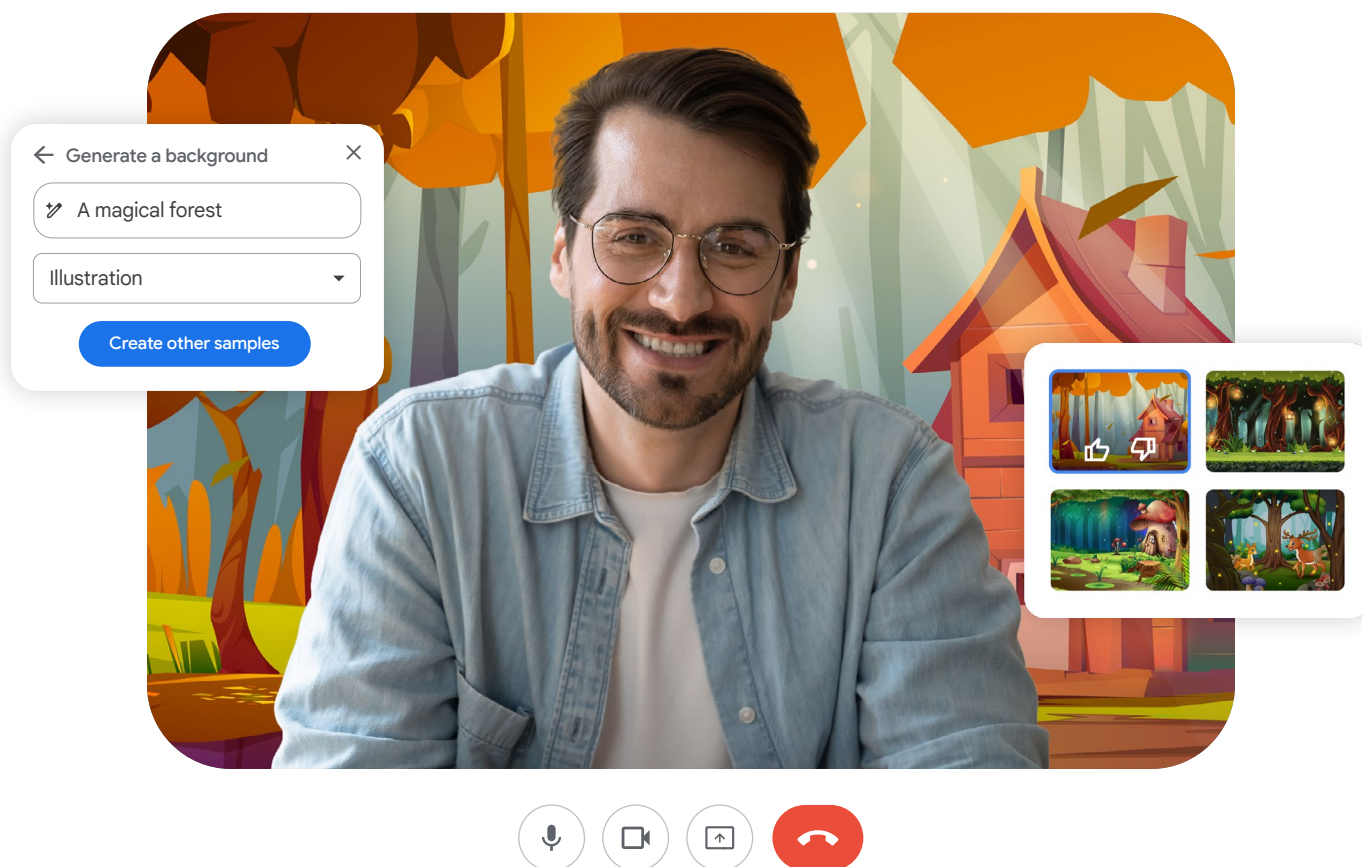 Generate a background
A magical forest
Illustration
Create other samples